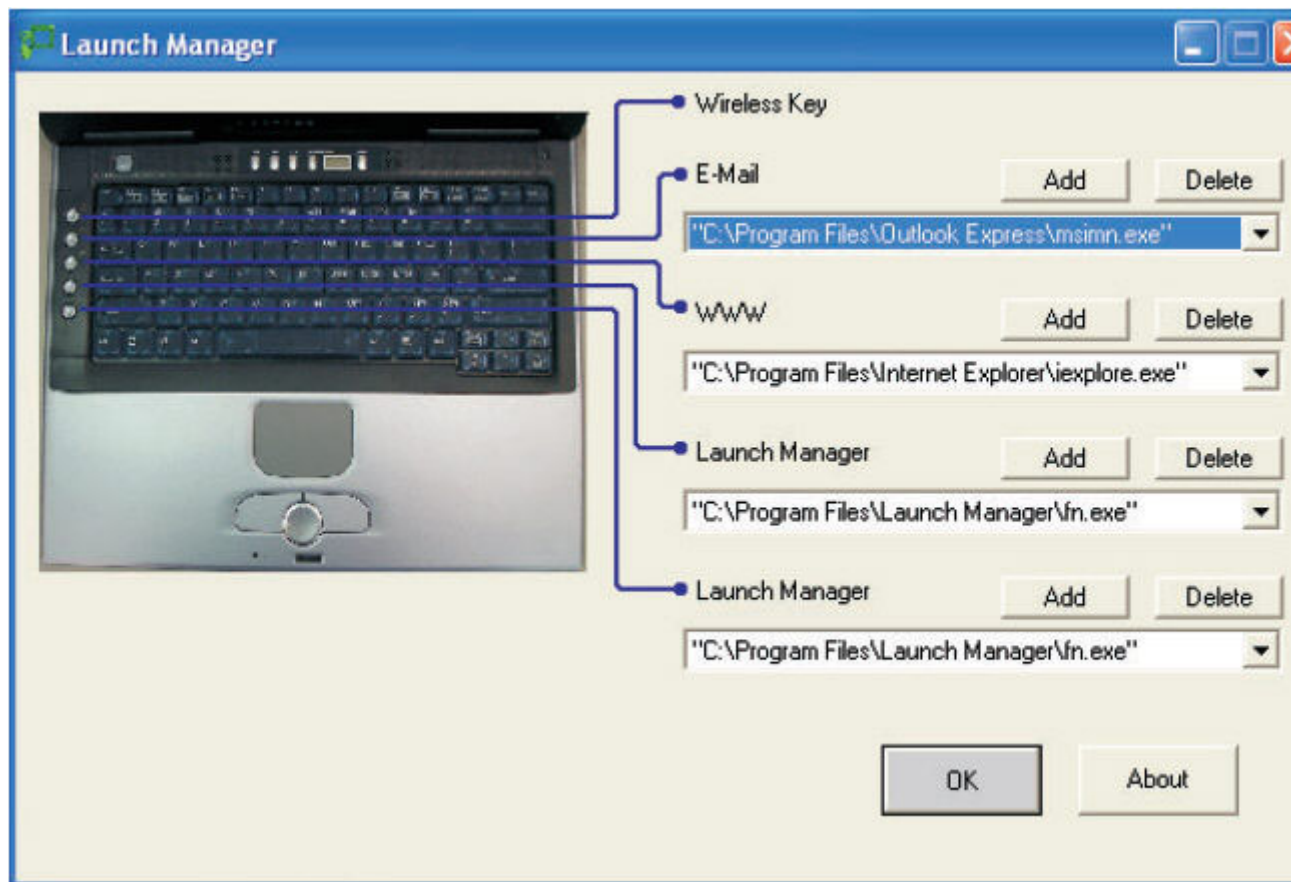 Launch Manager
Wireless Key
E-Mail
Add
Delete
"C:\Program Files\Outlook Express\msimn.exe"
WWW
Add
Delete
"C:\Program Files\Internet Explorer\iexplore.exe"
Launch Manager
Add
Delete
"C:\Program Files\Launch Manager\fn.exe"
Launch Manager
Add
Delete
"C:\Program Files\Launch Manager\fn.exe"
OK
About